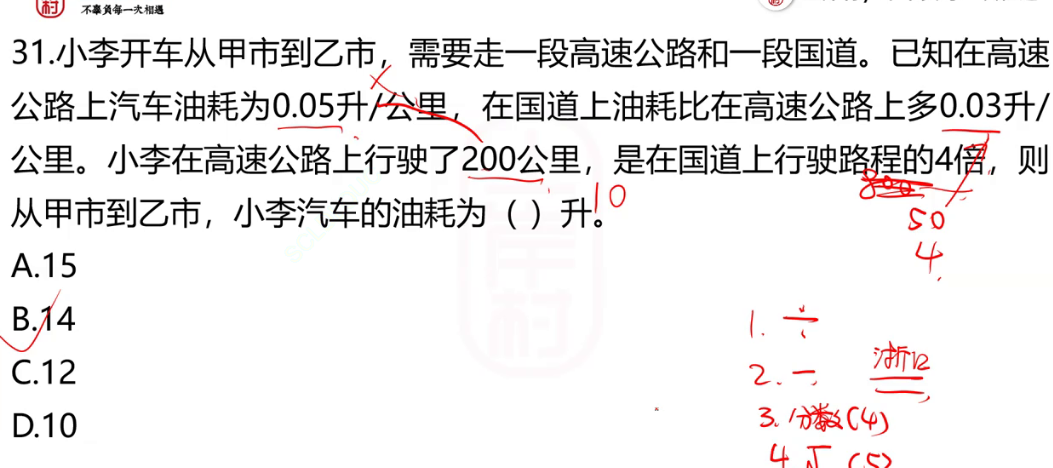 村
不辜負每一次相遇
31.小李开车从甲市到乙市，需要走一段高速公路和一段国道。已知在高速
公路上汽车油耗为0.05升/公里，在国道上油耗比在高速公路上多0.03升/
公里。小李在高速公路上行驶了200公里，是在国道上行驶路程的4倍，则
800
从甲市到乙市，小李汽车的油耗为（ ）升。
10
50
4
A.15
B.14
C.12
D.10
岸村
1. ÷
2. 一
浙12
3. 分数(4)
4. √ (5)